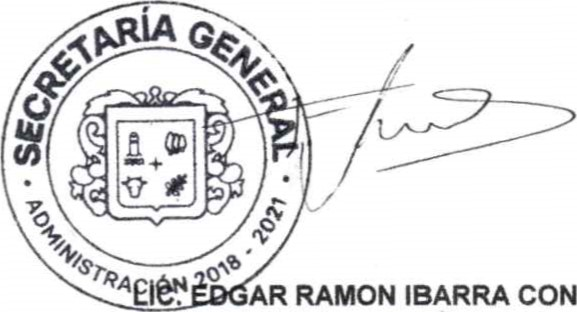 SECRETARÍA GENERAL
· ADMINISTRACIÓN 2018 - 2021 ·
LIC. EDGAR RAMON IBARRA CON